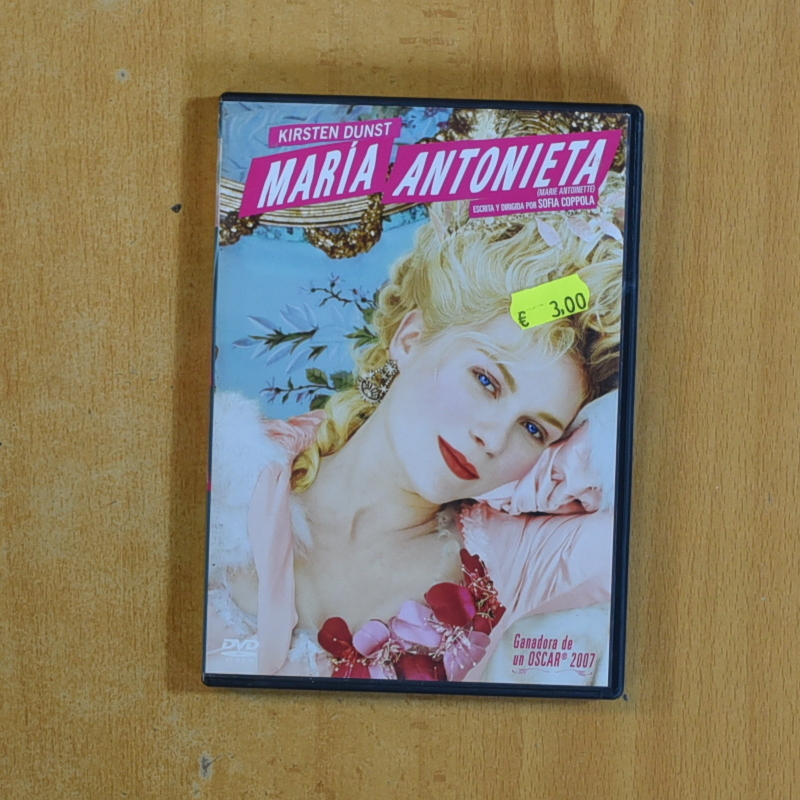 KIRSTEN DUNST
MARÍA ANTONIETA
(MARIE ANTOINETTE)
ESCRITA Y DIRIGIDA POR SOFIA COPPOLA
€ 3,00
Ganadora de
un OSCAR® 2007
DVD